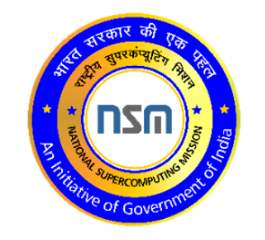 भारत सरकार की एक पहल
राष्ट्रीय सुपरकंप्यूटिंग मिशन
nsm
NATIONAL SUPERCOMPUTING MISSION
An Initiative of Government of India